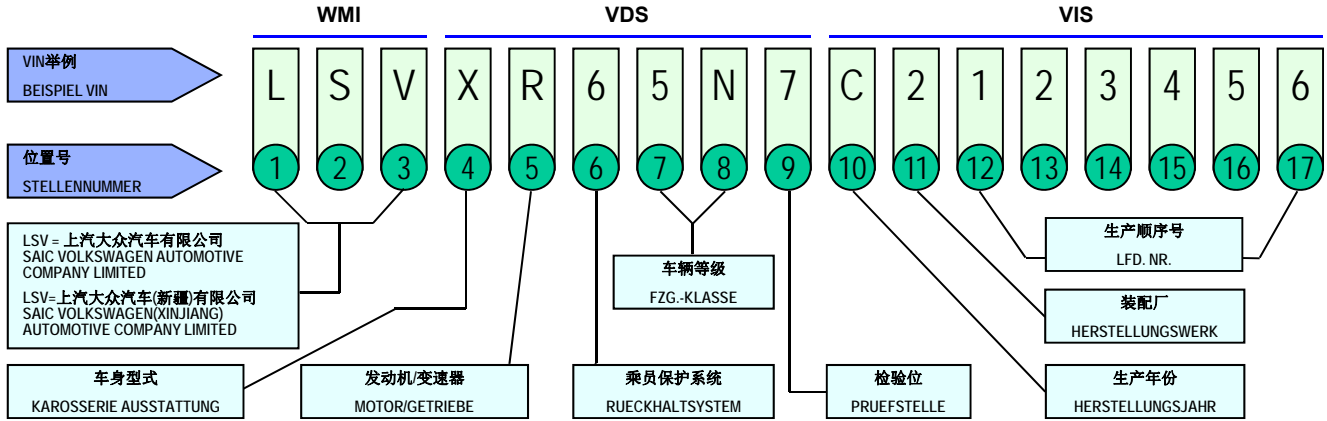 WMI VDS VIS
VIN举例
BEISPIEL VIN
L S V X R 6 5 N 7 C 2 1 2 3 4 5 6
位置号
STELLENNUMMER
1 2 3 4 5 6 7 8 9 10 11 12 13 14 15 16 17
LSV = 上汽大众汽车有限公司
SAIC VOLKSWAGEN AUTOMOTIVE
COMPANY LIMITED
LSV=上汽大众汽车(新疆)有限公司
SAIC VOLKSWAGEN(XINJIANG)
AUTOMOTIVE COMPANY LIMITED
车辆等级
FZG.-KLASSE
生产顺序号
LFD. NR.
装配厂
HERSTELLUNGSWERK
车身型式
KAROSSERIE AUSSTATTUNG
发动机/变速器
MOTOR/GETRIEBE
乘员保护系统
RUECKHALTSYSTEM
检验位
PRUEFSTELLE
生产年份
HERSTELLUNGSJAHR